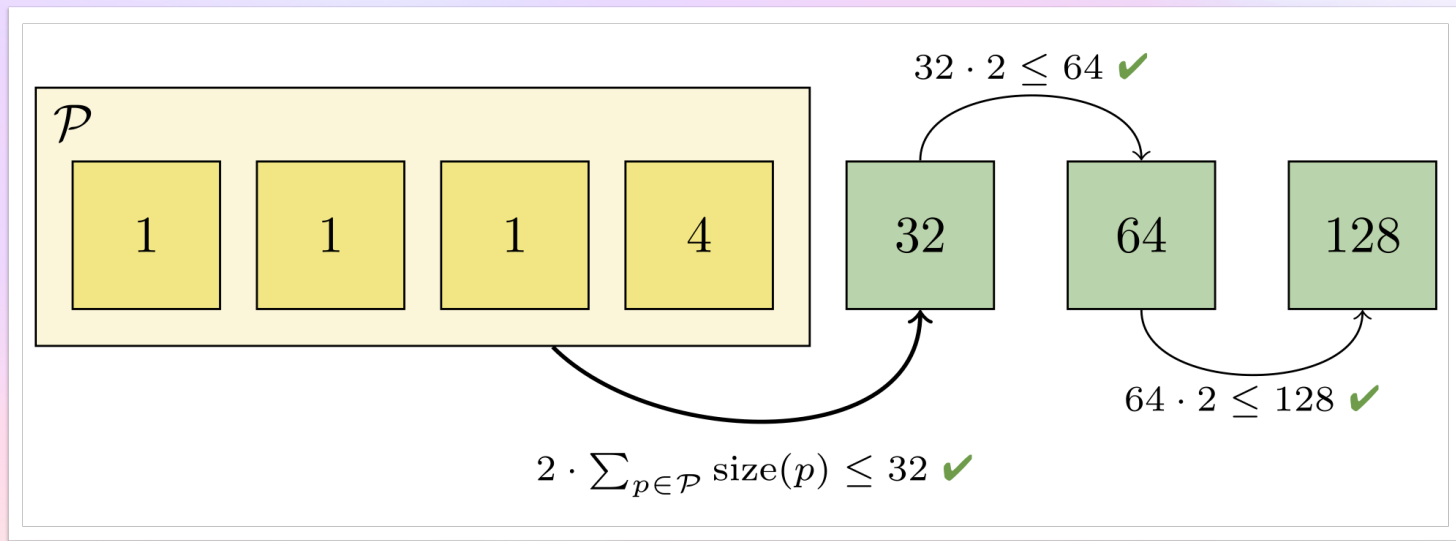 32 · 2 ≤ 64 ✔
𝒫
1 1 1 4 32 64 128
64 · 2 ≤ 128 ✔
2 · ∑_{p∈𝒫} size(p) ≤ 32 ✔